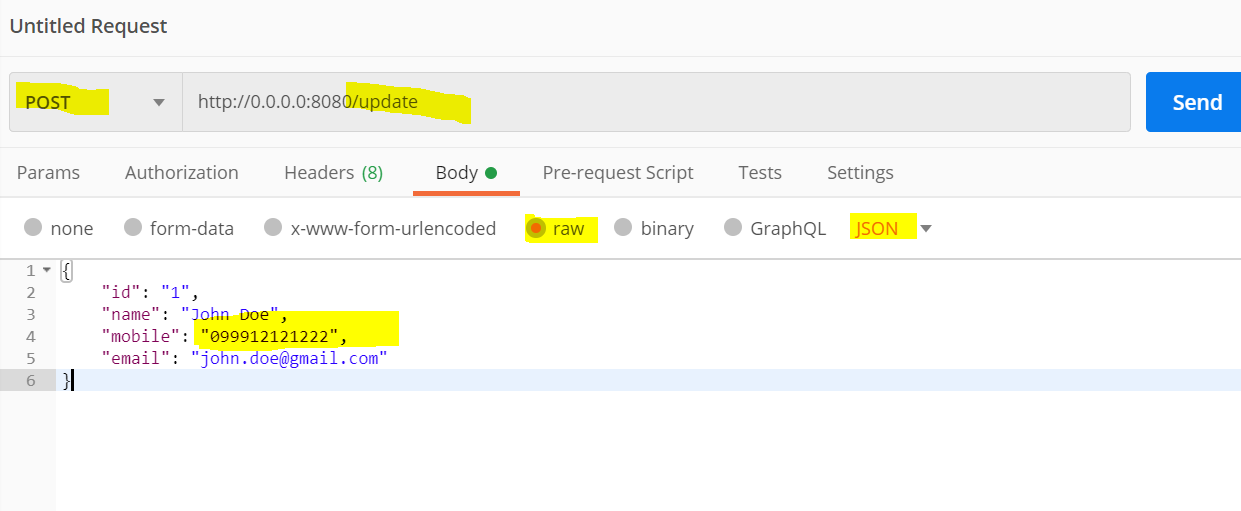 Untitled Request
POST http://0.0.0.0:8080/update Send
Params Authorization Headers (8) Body Pre-request Script Tests Settings
none form-data x-www-form-urlencoded raw binary GraphQL JSON
1 {
2 "id": "1",
3 "name": "John Doe",
4 "mobile": "099912121222",
5 "email": "john.doe@gmail.com"
6 }